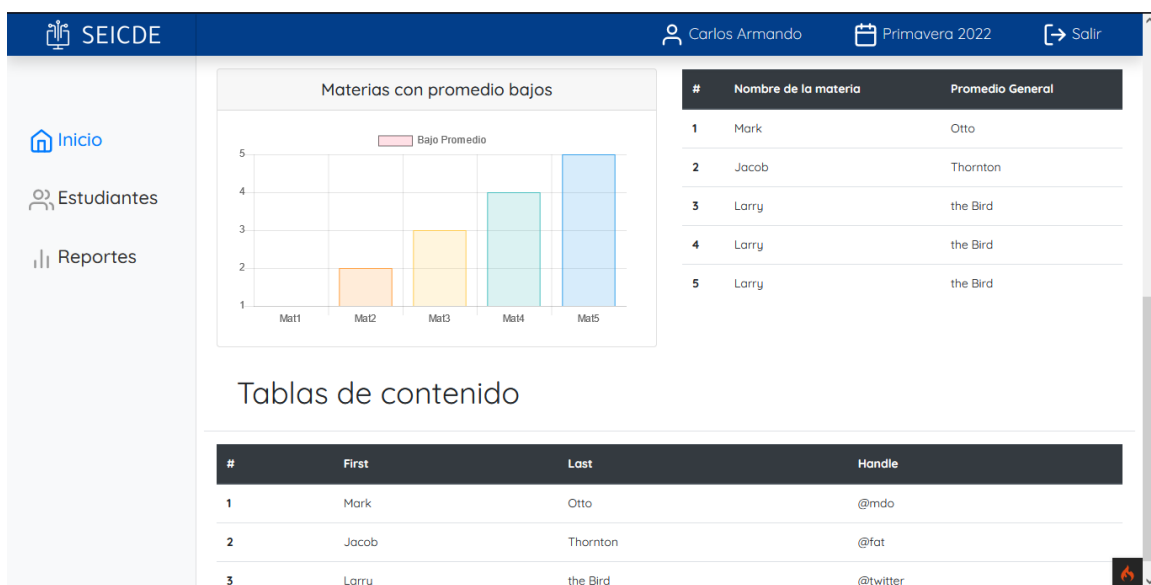 SEICDE
Carlos Armando
Primavera 2022
Salir
Inicio
Estudiantes
Reportes
Materias con promedio bajos
Bajo Promedio
5
4
3
2
1
Mat1 Mat2 Mat3 Mat4 Mat5
# Nombre de la materia Promedio General
1 Mark Otto
2 Jacob Thornton
3 Larry the Bird
4 Larry the Bird
5 Larry the Bird
Tablas de contenido
# First Last Handle
1 Mark Otto @mdo
2 Jacob Thornton @fat
3 Larry the Bird @twitter